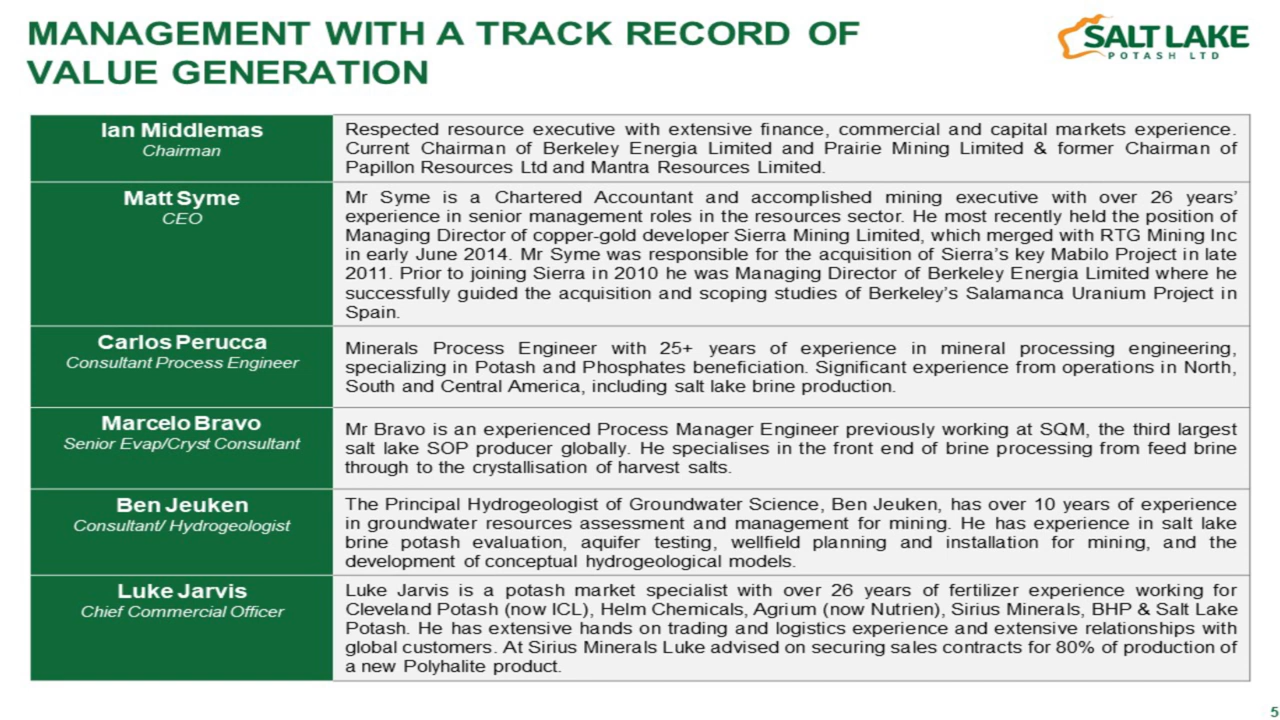 MANAGEMENT WITH A TRACK RECORD OF
VALUE GENERATION
SALT LAKE
POTASH LTD
Ian Middlemas
Chairman
Respected resource executive with extensive finance, commercial and capital markets experience.
Current Chairman of Berkeley Energia Limited and Prairie Mining Limited & former Chairman of
Papillon Resources Ltd and Mantra Resources Limited.
Matt Syme
CEO
Mr Syme is a Chartered Accountant and accomplished mining executive with over 26 years’
experience in senior management roles in the resources sector. He most recently held the position of
Managing Director of copper-gold developer Sierra Mining Limited, which merged with RTG Mining Inc
in early June 2014. Mr Syme was responsible for the acquisition of Sierra’s key Mabilo Project in late
2011. Prior to joining Sierra in 2010 he was Managing Director of Berkeley Energia Limited where he
successfully guided the acquisition and scoping studies of Berkeley’s Salamanca Uranium Project in
Spain.
Carlos Perucca
Consultant Process Engineer
Minerals Process Engineer with 25+ years of experience in mineral processing engineering,
specializing in Potash and Phosphates beneficiation. Significant experience from operations in North,
South and Central America, including salt lake brine production.
Marcelo Bravo
Senior Evap/Cryst Consultant
Mr Bravo is an experienced Process Manager Engineer previously working at SQM, the third largest
salt lake SOP producer globally. He specialises in the front end of brine processing from feed brine
through to the crystallisation of harvest salts.
Ben Jeuken
Consultant/ Hydrogeologist
The Principal Hydrogeologist of Groundwater Science, Ben Jeuken, has over 10 years of experience
in groundwater resources assessment and management for mining. He has experience in salt lake
brine potash evaluation, aquifer testing, wellfield planning and installation for mining, and the
development of conceptual hydrogeological models.
Luke Jarvis
Chief Commercial Officer
Luke Jarvis is a potash market specialist with over 26 years of fertilizer experience working for
Cleveland Potash (now ICL), Helm Chemicals, Agrium (now Nutrien), Sirius Minerals, BHP & Salt Lake
Potash. He has extensive hands on trading and logistics experience and extensive relationships with
global customers. At Sirius Minerals Luke advised on securing sales contracts for 80% of production of
a new Polyhalite product.
5